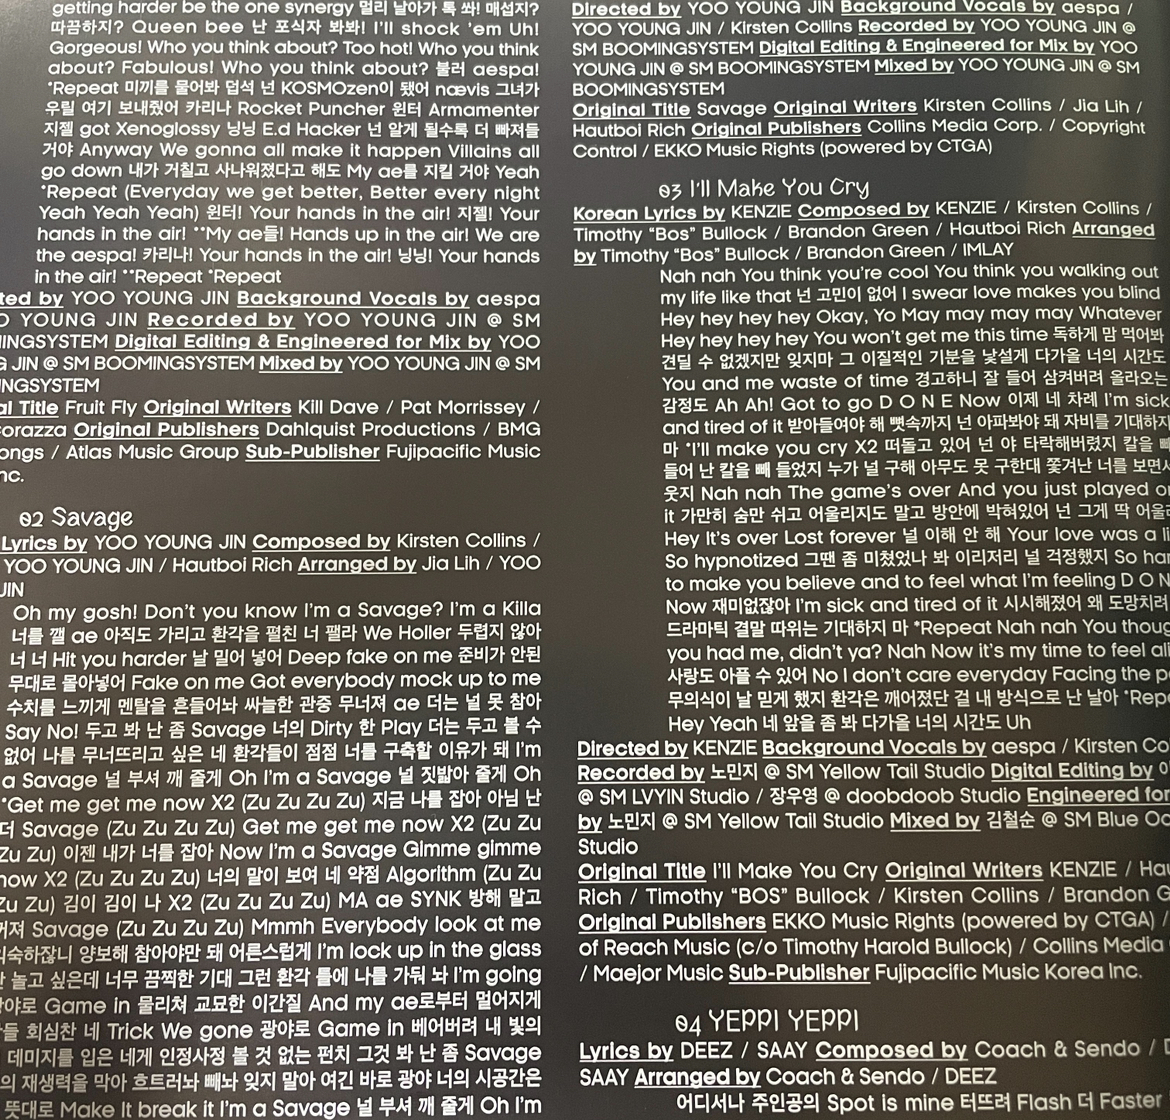 getting harder be the one synergy 멀리 날아가 톡 쏴! 매섭지?
따끔하지? Queen bee 난 포식자 봐봐! I'll shock 'em Uh!
Gorgeous! Who you think about? Too hot! Who you think
about? Fabulous! Who you think about? 불러 aespa!
*Repeat 미끼를 물어봐 덥석 넌 KOSMOzen이 됐어 nævis 그녀가
우릴 여기 보내줬어 카리나 Rocket Puncher 윈터 Armamenter
지젤 got Xenoglossy 닝닝 E.d Hacker 넌 알게 될수록 더 빠져들
거야 Anyway We gonna all make it happen Villains all
go down 내가 거칠고 사나워졌다고 해도 My ae를 지킬 거야 Yeah
*Repeat (Everyday we get better, Better every night
Yeah Yeah Yeah) 윈터! Your hands in the air! 지젤! Your
hands in the air! **My ae들! Hands up in the air! We are
the aespa! 카리나! Your hands in the air! 닝닝! Your hands
in the air! **Repeat *Repeat
ted by YOO YOUNG JIN Background Vocals by aespa
O YOUNG JIN Recorded by YOO YOUNG JIN @ SM
INGSYSTEM Digital Editing & Engineered for Mix by YOO
G JIN @ SM BOOMINGSYSTEM Mixed by YOO YOUNG JIN @ SM
INGSYSTEM
al Title Fruit Fly Original Writers Kill Dave / Pat Morrissey /
orazza Original Publishers Dahlquist Productions / BMG
ongs / Atlas Music Group Sub-Publisher Fujipacific Music
nc.
02 Savage
Lyrics by YOO YOUNG JIN Composed by Kirsten Collins /
YOO YOUNG JIN / Hautboi Rich Arranged by Jia Lih / YOO
JIN
Oh my gosh! Don't you know I'm a Savage? I'm a Killa
너를 깰 ae 아직도 가리고 환각을 펼친 너 팰라 We Holler 두렵지 않아
너 너 Hit you harder 날 밀어 넣어 Deep fake on me 준비가 안된
무대로 몰아넣어 Fake on me Got everybody mock up to me
수치를 느끼게 멘탈을 흔들어놔 싸늘한 관중 무너져 ae 더는 널 못 참아
Say No! 두고 봐 난 좀 Savage 너의 Dirty 한 Play 더는 두고 볼 수
없어 나를 무너뜨리고 싶은 네 환각들이 점점 너를 구축할 이유가 돼 I'm
a Savage 널 부셔 깨 줄게 Oh I'm a Savage 널 짓밟아 줄게 Oh
*Get me get me now X2 (Zu Zu Zu Zu) 지금 나를 잡아 아님 난
더 Savage (Zu Zu Zu Zu) Get me get me now X2 (Zu Zu
Zu Zu) 이젠 내가 너를 잡아 Now I'm a Savage Gimme gimme
now X2 (Zu Zu Zu Zu) 너의 말이 보여 네 약점 Algorithm (Zu Zu
Zu Zu) 김이 김이 나 X2 (Zu Zu Zu Zu) MA ae SYNK 방해 말고
꺼져 Savage (Zu Zu Zu Zu) Mmmh Everybody look at me
익숙하잖니 양보해 참아야만 돼 어른스럽게 I'm lock up in the glass
난 놀고 싶은데 너무 끔찍한 기대 그런 환각 틀에 나를 가둬 놔 I'm going
광야로 Game in 물리쳐 교묘한 이간질 And my ae로부터 멀어지게
들 회심찬 네 Trick We gone 광야로 Game in 베어버려 내 빛의
데미지를 입은 네게 인정사정 볼 것 없는 펀치 그것 봐 난 좀 Savage
의 재생력을 막아 흐트러놔 빼놔 잊지 말아 여긴 바로 광야 너의 시공간은
뜻대로 Make It break it I'm a Savage 널 부셔 깨 줄게 Oh I'm
Directed by YOO YOUNG JIN Background Vocals by aespa /
YOO YOUNG JIN / Kirsten Collins Recorded by YOO YOUNG JIN @
SM BOOMINGSYSTEM Digital Editing & Engineered for Mix by YOO
YOUNG JIN @ SM BOOMINGSYSTEM Mixed by YOO YOUNG JIN @ SM
BOOMINGSYSTEM
Original Title Savage Original Writers Kirsten Collins / Jia Lih /
Hautboi Rich Original Publishers Collins Media Corp. / Copyright
Control / EKKO Music Rights (powered by CTGA)
03 I'll Make You Cry
Korean Lyrics by KENZIE Composed by KENZIE / Kirsten Collins /
Timothy "Bos" Bullock / Brandon Green / Hautboi Rich Arranged
by Timothy "Bos" Bullock / Brandon Green / IMLAY
Nah nah You think you're cool You think you walking out
my life like that 넌 고민이 없어 I swear love makes you blind
Hey hey hey hey Okay, Yo May may may may Whatever
Hey hey hey hey You won't get me this time 독하게 맘 먹어봐
견딜 수 없겠지만 잊지마 그 이질적인 기분을 낯설게 다가올 너의 시간도
You and me waste of time 경고하니 잘 들어 삼켜버려 올라오는
감정도 Ah Ah! Got to go D O N E Now 이제 네 차례 I'm sick
and tired of it 받아들여야 해 뼛속까지 넌 아파봐야 돼 자비를 기대하지
마 *I'll make you cry X2 떠돌고 있어 넌 야 타락해버렸지 칼을 빼
들어 난 칼을 빼 들었지 누가 널 구해 아무도 못 구한대 쫓겨난 너를 보면서
웃지 Nah nah The game's over And you just played o
it 가만히 숨만 쉬고 어울리지도 말고 방안에 박혀있어 넌 그게 딱 어울려
Hey It's over Lost forever 널 이해 안 해 Your love was a li
So hypnotized 그땐 좀 미쳤었나 봐 이리저리 널 걱정했지 So har
to make you believe and to feel what I'm feeling D O N
Now 재미없잖아 I'm sick and tired of it 시시해졌어 왜 도망치려
드라마틱 결말 따위는 기대하지 마 *Repeat Nah nah You thoug
you had me, didn't ya? Nah Now it's my time to feel ali
사랑도 아플 수 있어 No I don't care everyday Facing the p
무의식이 날 믿게 했지 환각은 깨어졌단 걸 내 방식으로 난 날아 *Rep
Hey Yeah 네 앞을 좀 봐 다가올 너의 시간도 Uh
Directed by KENZIE Background Vocals by aespa / Kirsten Co
Recorded by 노민지 @ SM Yellow Tail Studio Digital Editing by
@ SM LVYIN Studio / 장우영 @ doobdoob Studio Engineered for
by 노민지 @ SM Yellow Tail Studio Mixed by 김철순 @ SM Blue Oc
Studio
Original Title I'll Make You Cry Original Writers KENZIE / Hau
Rich / Timothy "BOS" Bullock / Kirsten Collins / Brandon G
Original Publishers EKKO Music Rights (powered by CTGA) /
of Reach Music (c/o Timothy Harold Bullock) / Collins Media
/ Maejor Music Sub-Publisher Fujipacific Music Korea Inc.
04 YEPPI YEPPI
Lyrics by DEEZ / SAAY Composed by Coach & Sendo / D
SAAY Arranged by Coach & Sendo / DEEZ
어디서나 주인공의 Spot is mine 터뜨려 Flash 더 Faster